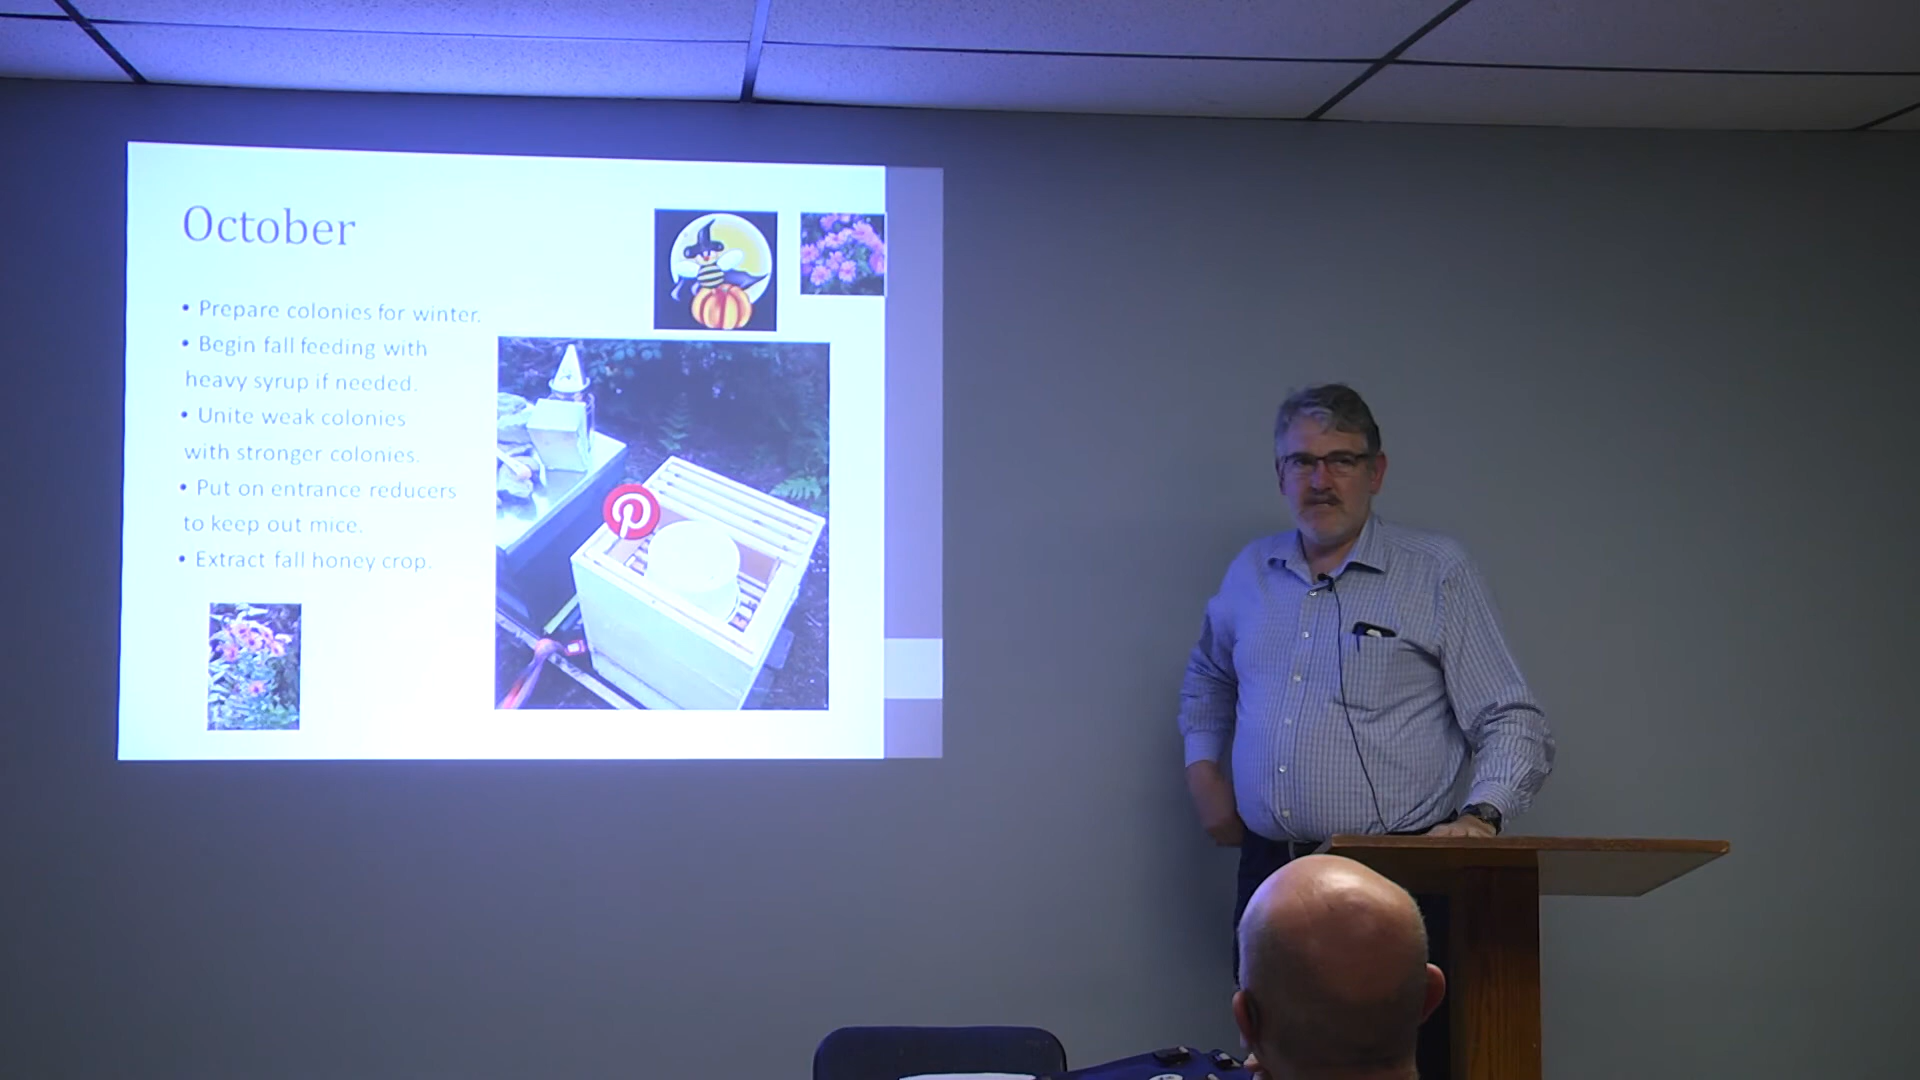 October
• Prepare colonies for winter.
• Begin fall feeding with
heavy syrup if needed.
• Unite weak colonies
with stronger colonies.
• Put on entrance reducers
to keep out mice.
• Extract fall honey crop.